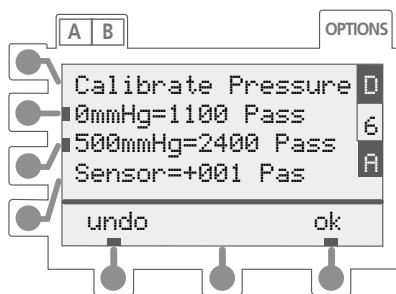 A B
OPTIONS
Calibrate Pressure D
0mmHg=1100 Pass
6
500mmHg=2400 Pass
A
Sensor=+001 Pas
undo ok